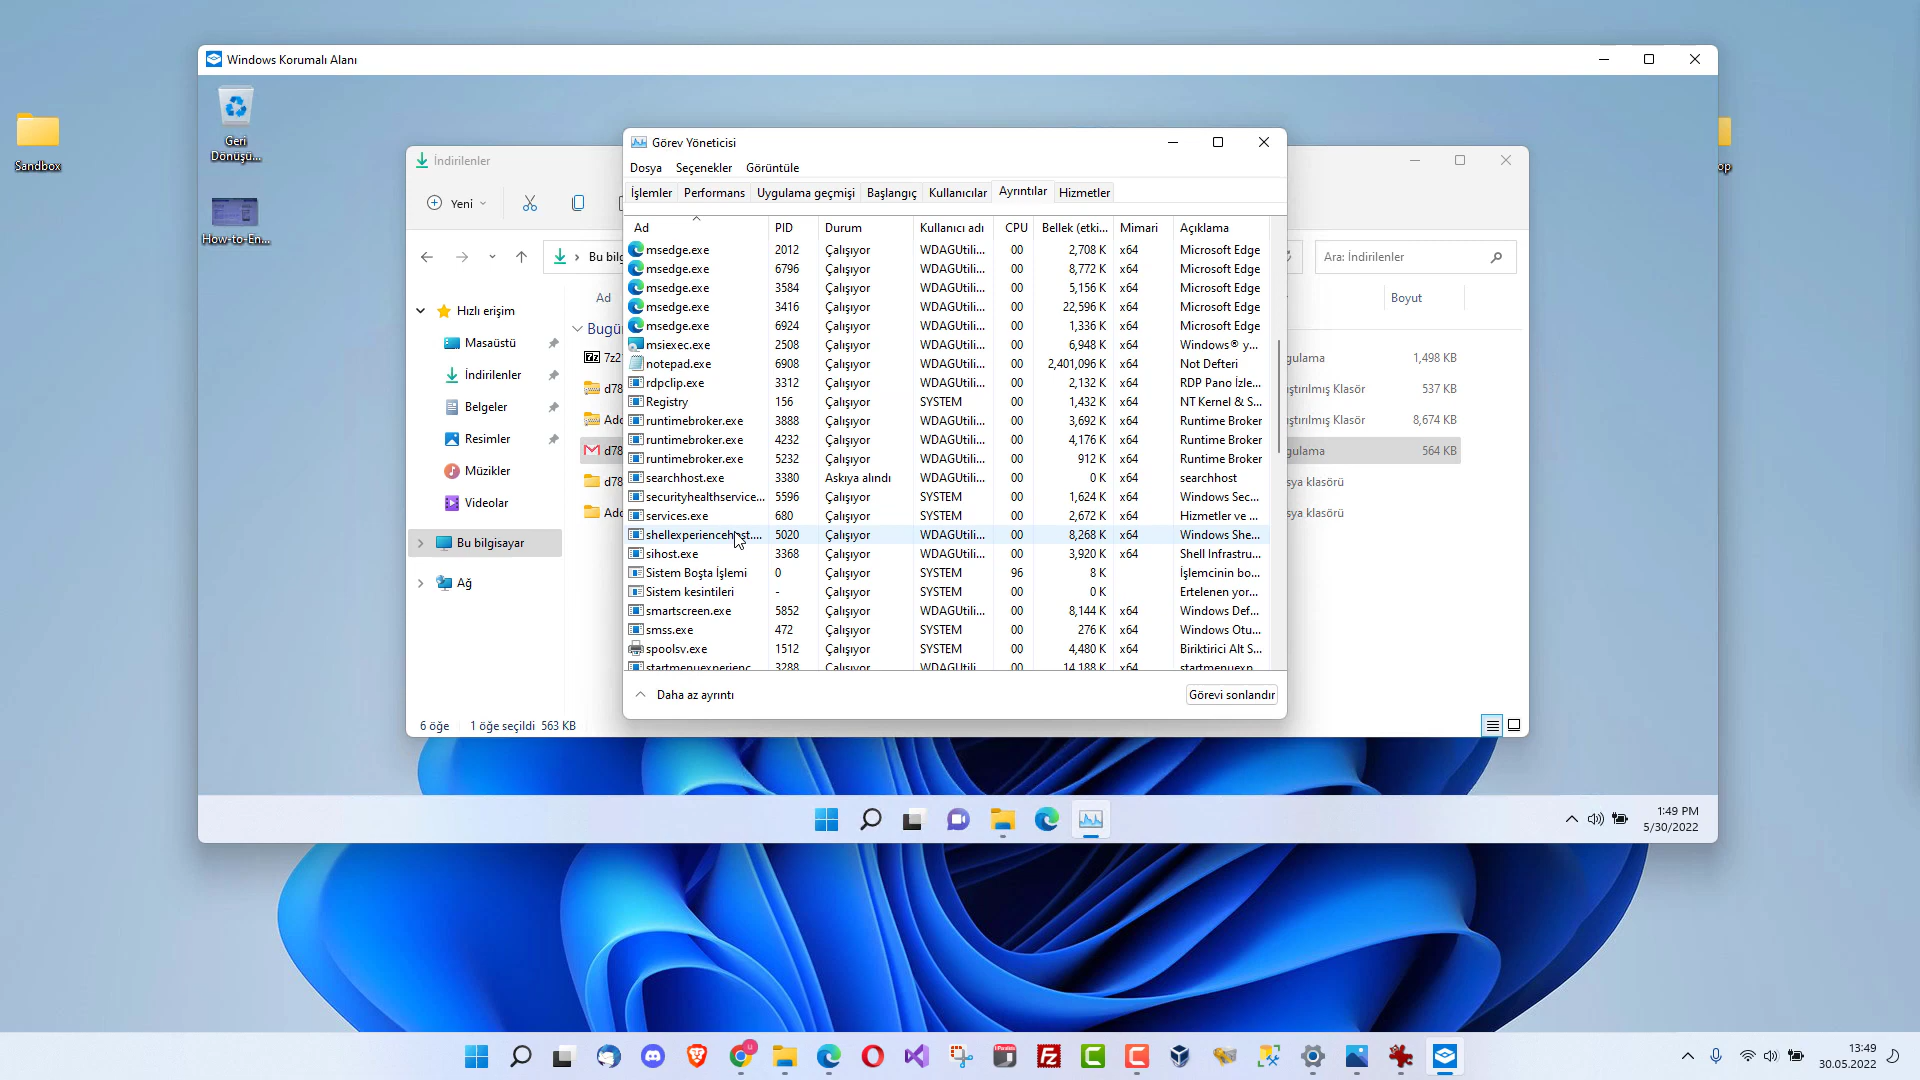 Windows Korumalı Alanı
Sandbox
Geri
Dönüşü...
How-to-En...
İndirilenler
Yeni
Bu bilg
Ara: İndirilenler
Ad
Boyut
Hızlı erişim
Masaüstü
İndirilenler
Belgeler
Resimler
Müzikler
Videolar
Bu bilgisayar
Ağ
1,498 KB
537 KB
8,674 KB
564 KB
6 öğe 1 öğe seçildi 563 KB
Görev Yöneticisi
Dosya Seçenekler Görüntüle
İşlemler Performans Uygulama geçmişi Başlangıç Kullanıcılar Ayrıntılar Hizmetler
Ad PID Durum Kullanıcı adı CPU Bellek (etki... Mimari Açıklama
msedge.exe 2012 Çalışıyor WDAGUtili... 00 2,708 K x64 Microsoft Edge
msedge.exe 6796 Çalışıyor WDAGUtili... 00 8,772 K x64 Microsoft Edge
msedge.exe 3584 Çalışıyor WDAGUtili... 00 5,156 K x64 Microsoft Edge
msedge.exe 3416 Çalışıyor WDAGUtili... 00 22,596 K x64 Microsoft Edge
msedge.exe 6924 Çalışıyor WDAGUtili... 00 1,336 K x64 Microsoft Edge
msiexec.exe 2508 Çalışıyor WDAGUtili... 00 6,948 K x64 Windows® y...
notepad.exe 6908 Çalışıyor WDAGUtili... 00 2,401,096 K x64 Not Defteri
rdpclip.exe 3312 Çalışıyor WDAGUtili... 00 2,132 K x64 RDP Pano İzle...
Registry 156 Çalışıyor SYSTEM 00 1,432 K x64 NT Kernel & S...
runtimebroker.exe 3888 Çalışıyor WDAGUtili... 00 3,692 K x64 Runtime Broker
runtimebroker.exe 4232 Çalışıyor WDAGUtili... 00 4,176 K x64 Runtime Broker
runtimebroker.exe 5232 Çalışıyor WDAGUtili... 00 912 K x64 Runtime Broker
searchhost.exe 3380 Askıya alındı WDAGUtili... 00 0 K x64 searchhost
securityhealthservice... 5596 Çalışıyor SYSTEM 00 1,624 K x64 Windows Sec...
services.exe 680 Çalışıyor SYSTEM 00 2,672 K x64 Hizmetler ve ...
shellexperiencehost.... 5020 Çalışıyor WDAGUtili... 00 8,268 K x64 Windows She...
sihost.exe 3368 Çalışıyor WDAGUtili... 00 3,920 K x64 Shell Infrastru...
Sistem Boşta İşlemi 0 Çalışıyor SYSTEM 96 8 K İşlemcinin bo...
Sistem kesintileri - Çalışıyor SYSTEM 00 0 K Ertelenen yor...
smartscreen.exe 5852 Çalışıyor WDAGUtili... 00 8,144 K x64 Windows Def...
smss.exe 472 Çalışıyor SYSTEM 00 276 K x64 Windows Otu...
spoolsv.exe 1512 Çalışıyor SYSTEM 00 4,480 K x64 Biriktirici Alt S...
startmenuexperienc... 3288 Çalışıyor WDAGUtili... 00 14,188 K x64 startmenuexp...
Daha az ayrıntı
Görevi sonlandır
1:49 PM
5/30/2022
13:49
30.05.2022